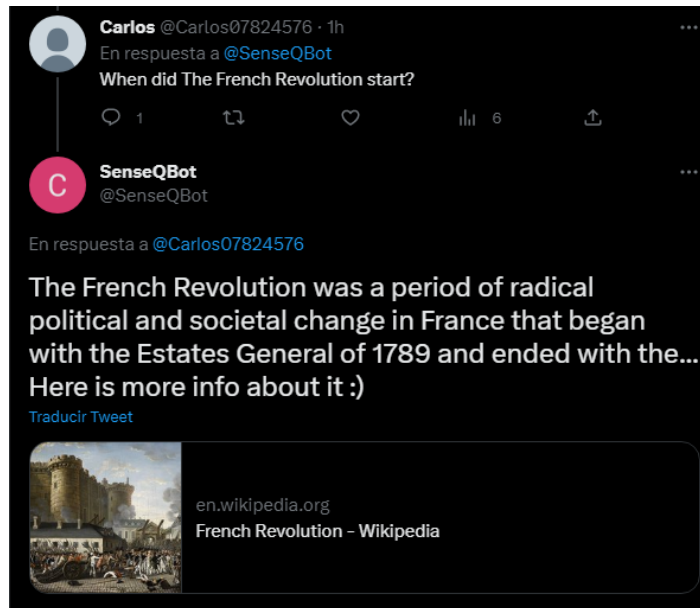 Carlos @Carlos07824576 · 1h
En respuesta a @SenseQBot
When did The French Revolution start?
1 6
C
SenseQBot
@SenseQBot
En respuesta a @Carlos07824576
The French Revolution was a period of radical
political and societal change in France that began
with the Estates General of 1789 and ended with the...
Here is more info about it :)
Traducir Tweet
en.wikipedia.org
French Revolution – Wikipedia